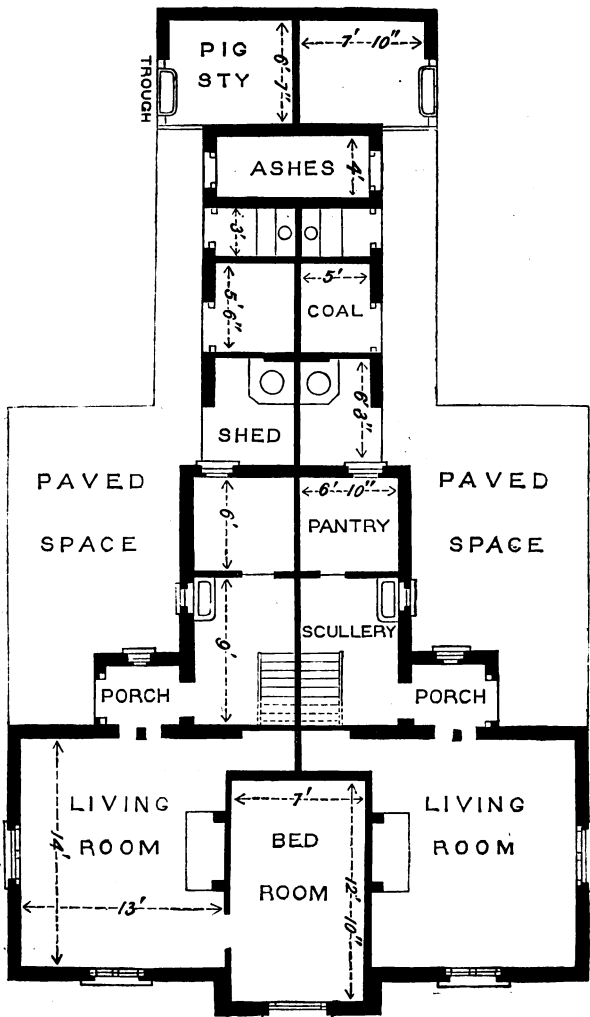 PIG
STY
7' 10"
6' 7"
TROUGH
ASHES
4'
3'
5'
5' 6"
COAL
6' 3"
SHED
PAVED
SPACE
6'
6' 10"
PANTRY
PAVED
SPACE
9'
SCULLERY
PORCH
PORCH
LIVING
ROOM
14'
13'
7'
BED
ROOM
12' 10"
LIVING
ROOM